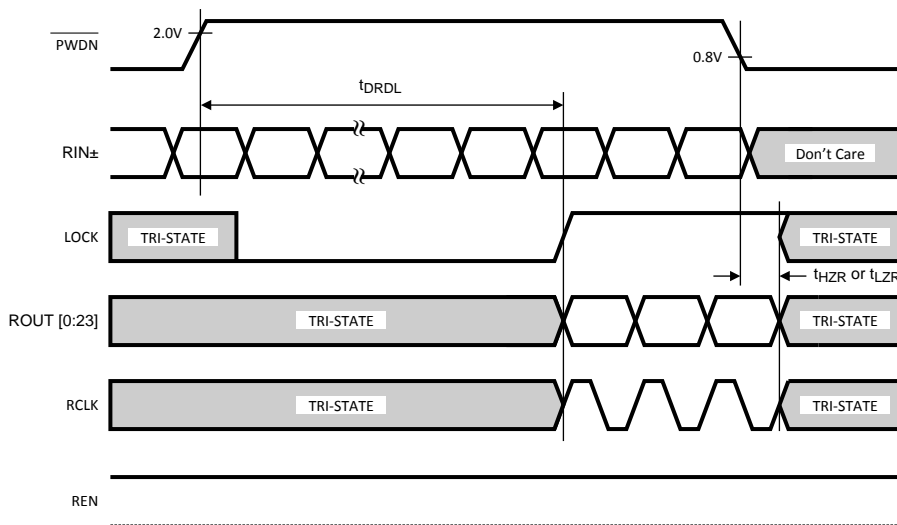 PWDN
2.0V
0.8V
tDRDL
RIN±
Don't Care
LOCK
TRI-STATE
TRI-STATE
tHZR or tLZR
ROUT [0:23]
TRI-STATE
TRI-STATE
RCLK
TRI-STATE
TRI-STATE
REN